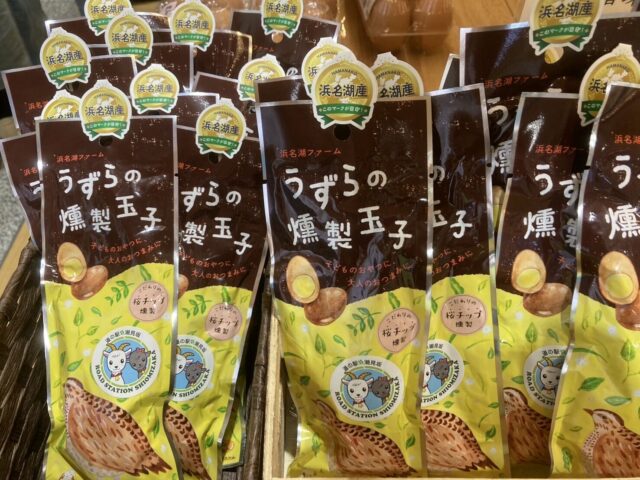 HAMANAKO
浜名湖産
このマークが目印!
浜名湖ファーム
うずらの
燻製玉子
子どものおやつに、
大人のおつまみに
こだわりの
桜チップ
燻製
道の駅 潮見坂
ROAD STATION SHIOMIZAKA